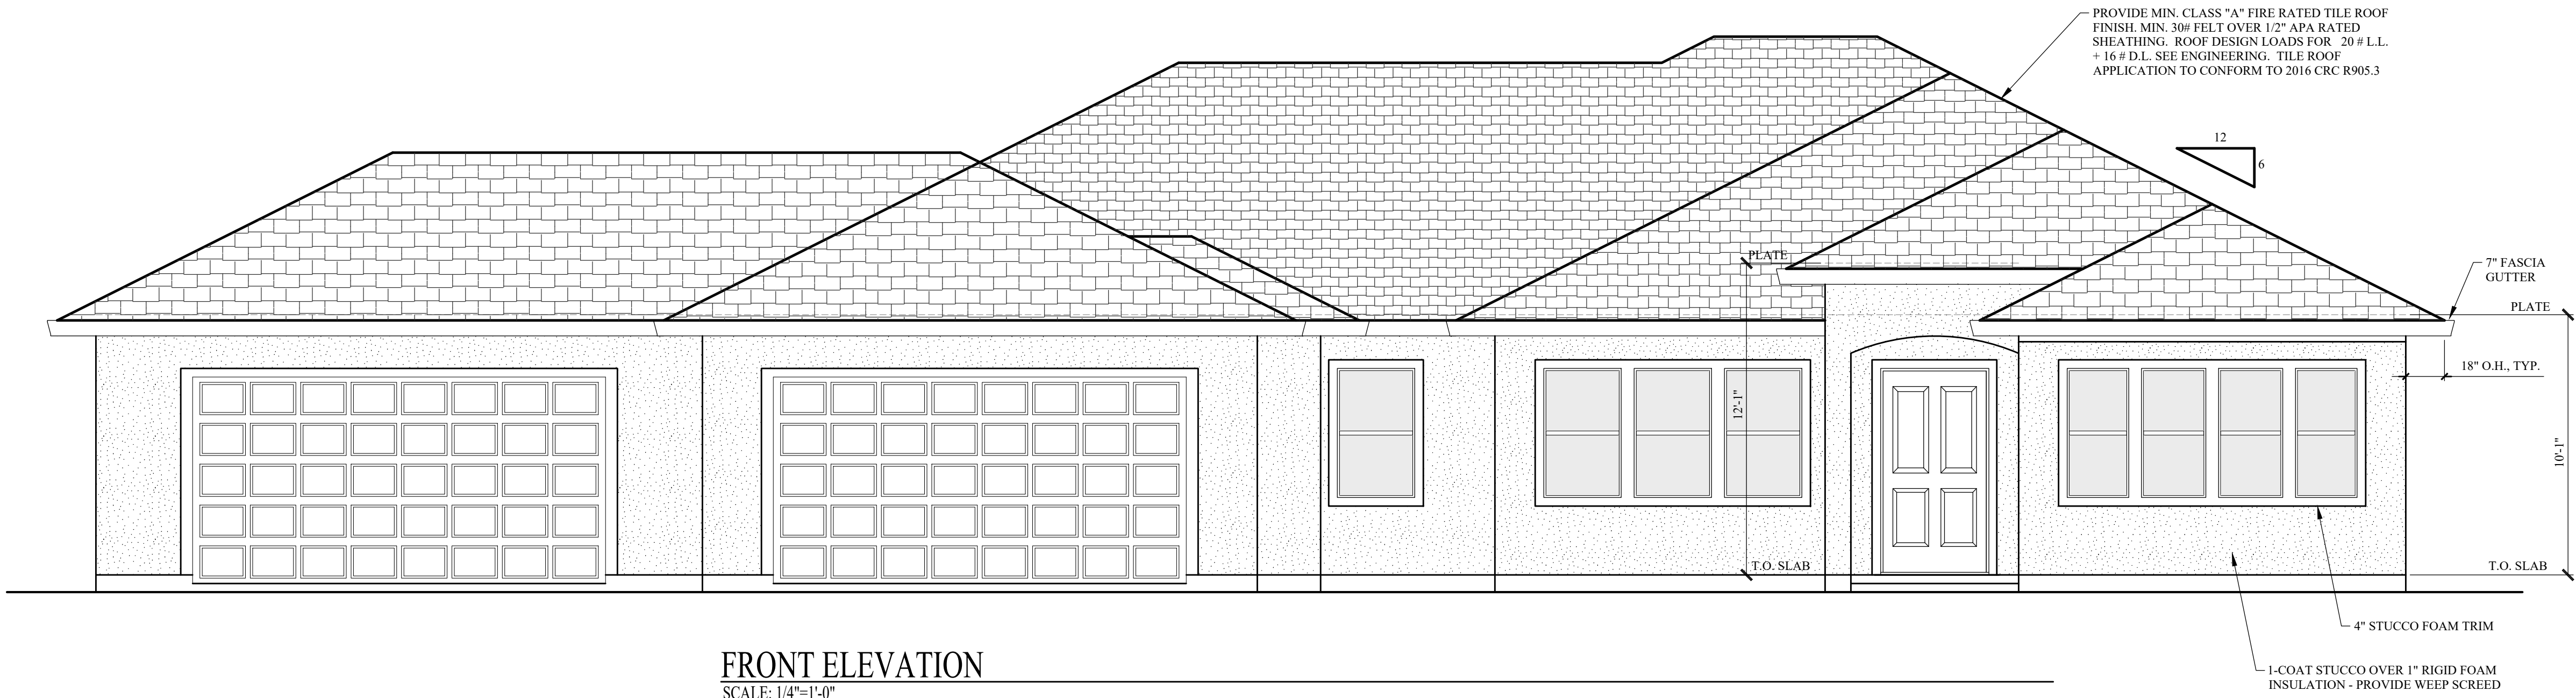 PROVIDE MIN. CLASS "A" FIRE RATED TILE ROOF
FINISH. MIN. 30# FELT OVER 1/2" APA RATED
SHEATHING. ROOF DESIGN LOADS FOR 20 # L.L.
+ 16 # D.L. SEE ENGINEERING. TILE ROOF
APPLICATION TO CONFORM TO 2016 CRC R905.3
12
6
PLATE
7" FASCIA
GUTTER
PLATE
18" O.H., TYP.
12'-1"
10'-1"
T.O. SLAB
T.O. SLAB
4" STUCCO FOAM TRIM
1-COAT STUCCO OVER 1" RIGID FOAM
INSULATION - PROVIDE WEEP SCREED
FRONT ELEVATION
SCALE: 1/4"=1'-0"